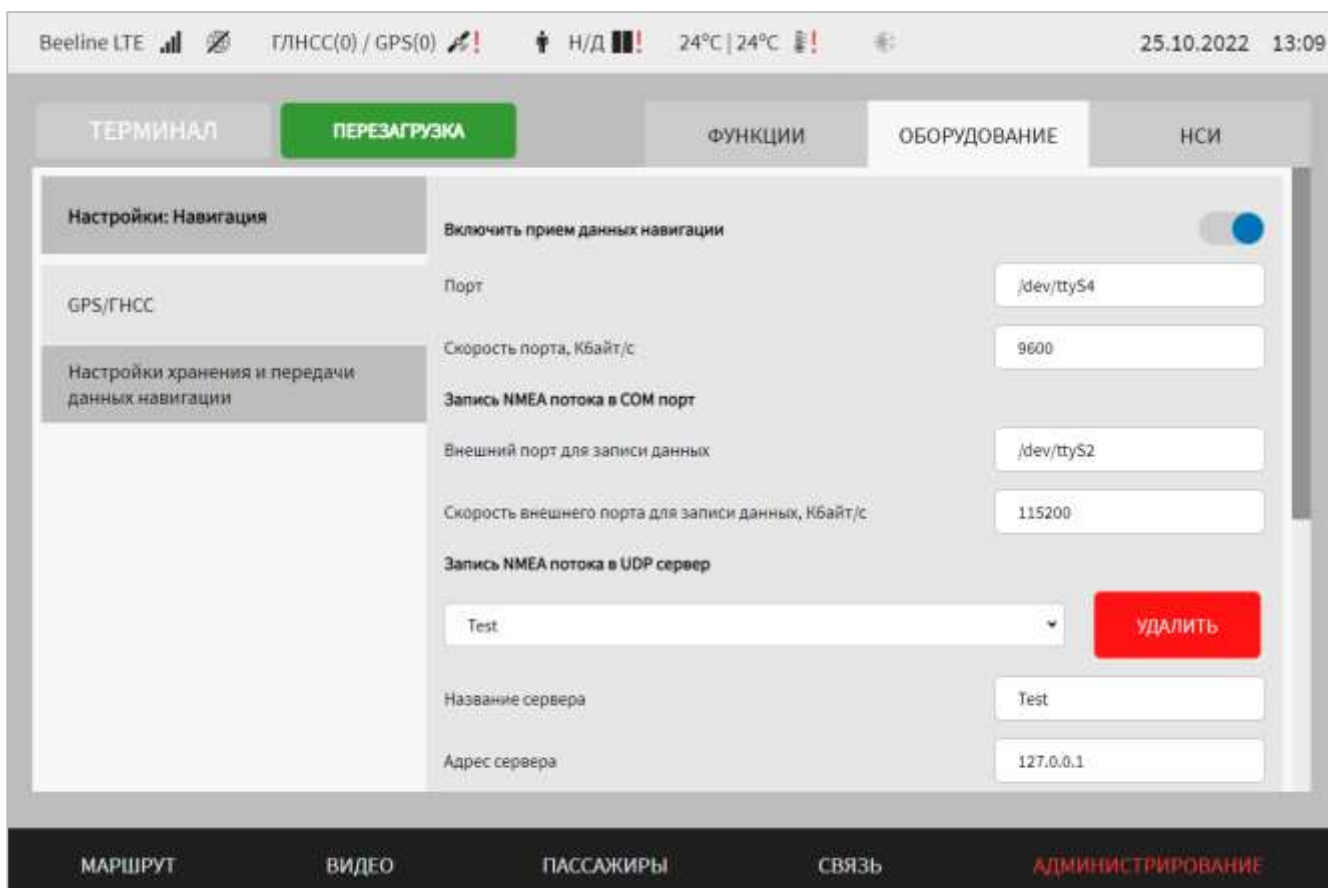 Beeline LTE ГЛНСС(0) / GPS(0) ! Н/Д ! 24°C | 24°C ! 25.10.2022 13:09
ТЕРМИНАЛ ПЕРЕЗАГРУЗКА ФУНКЦИИ ОБОРУДОВАНИЕ НСИ
Настройки: Навигация
GPS/ГНСС
Настройки хранения и передачи
данных навигации
Включить прием данных навигации
Порт /dev/ttyS4
Скорость порта, Кбайт/с 9600
Запись NMEA потока в COM порт
Внешний порт для записи данных /dev/ttyS2
Скорость внешнего порта для записи данных, Кбайт/с 115200
Запись NMEA потока в UDP сервер
Test УДАЛИТЬ
Название сервера Test
Адрес сервера 127.0.0.1
МАРШРУТ ВИДЕО ПАССАЖИРЫ СВЯЗЬ АДМИНИСТРИРОВАНИЕ